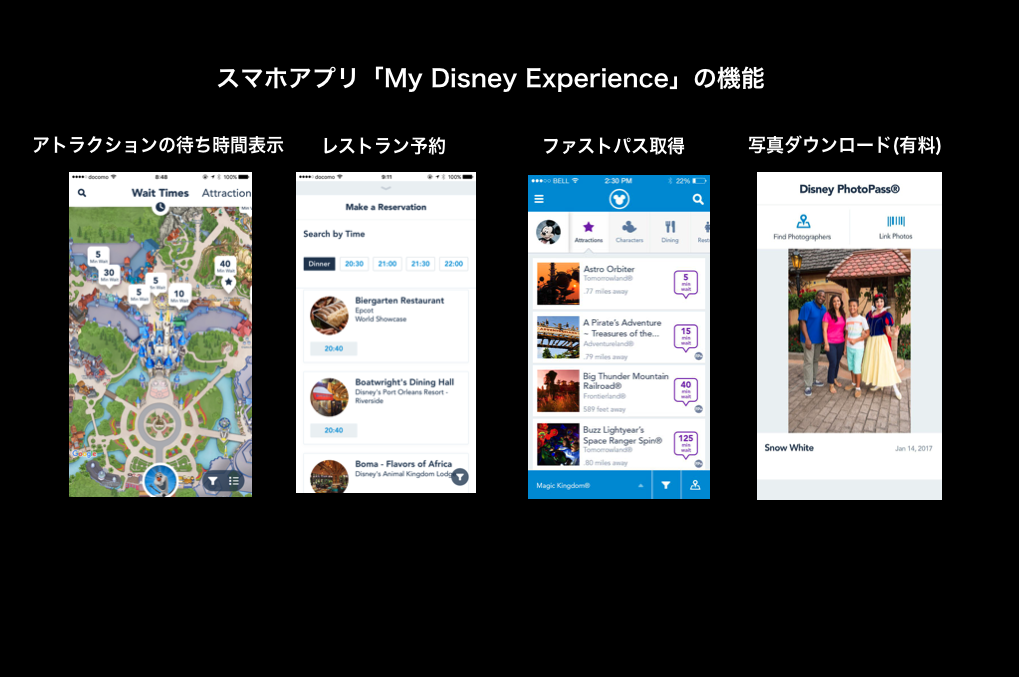 スマホアプリ「My Disney Experience」の機能
アトラクションの待ち時間表示
レストラン予約
ファストパス取得
写真ダウンロード(有料)
docomo
8:48
100%
Wait Times
Attraction
5
Min Wait
30
Min Wait
5
5
Min Wait
10
Min Wait
40
Min Wait
Google
docomo
9:11
100%
Make a Reservation
Search by Time
Dinner
20:30
21:00
21:30
22:00
Biergarten Restaurant
Epcot
World Showcase
20:40
Boatwright's Dining Hall
Disney's Port Orleans Resort -
Riverside
20:40
Boma - Flavors of Africa
Disney's Animal Kingdom Lodg
BELL
2:30 PM
22%
Attractions
Characters
Dining
Rest
Astro Orbiter
Tomorrowland®
.77 miles away
5
min
wait
A Pirate's Adventure
~ Treasures of the...
Adventureland®
.79 miles away
15
min
wait
Big Thunder Mountain
Railroad®
Frontierland®
589 feet away
40
min
wait
Buzz Lightyear's
Space Ranger Spin®
Tomorrowland®
.80 miles away
125
min
wait
Magic Kingdom®
Disney PhotoPass®
Find Photographers
Link Photos
Snow White
Jan 14, 2017